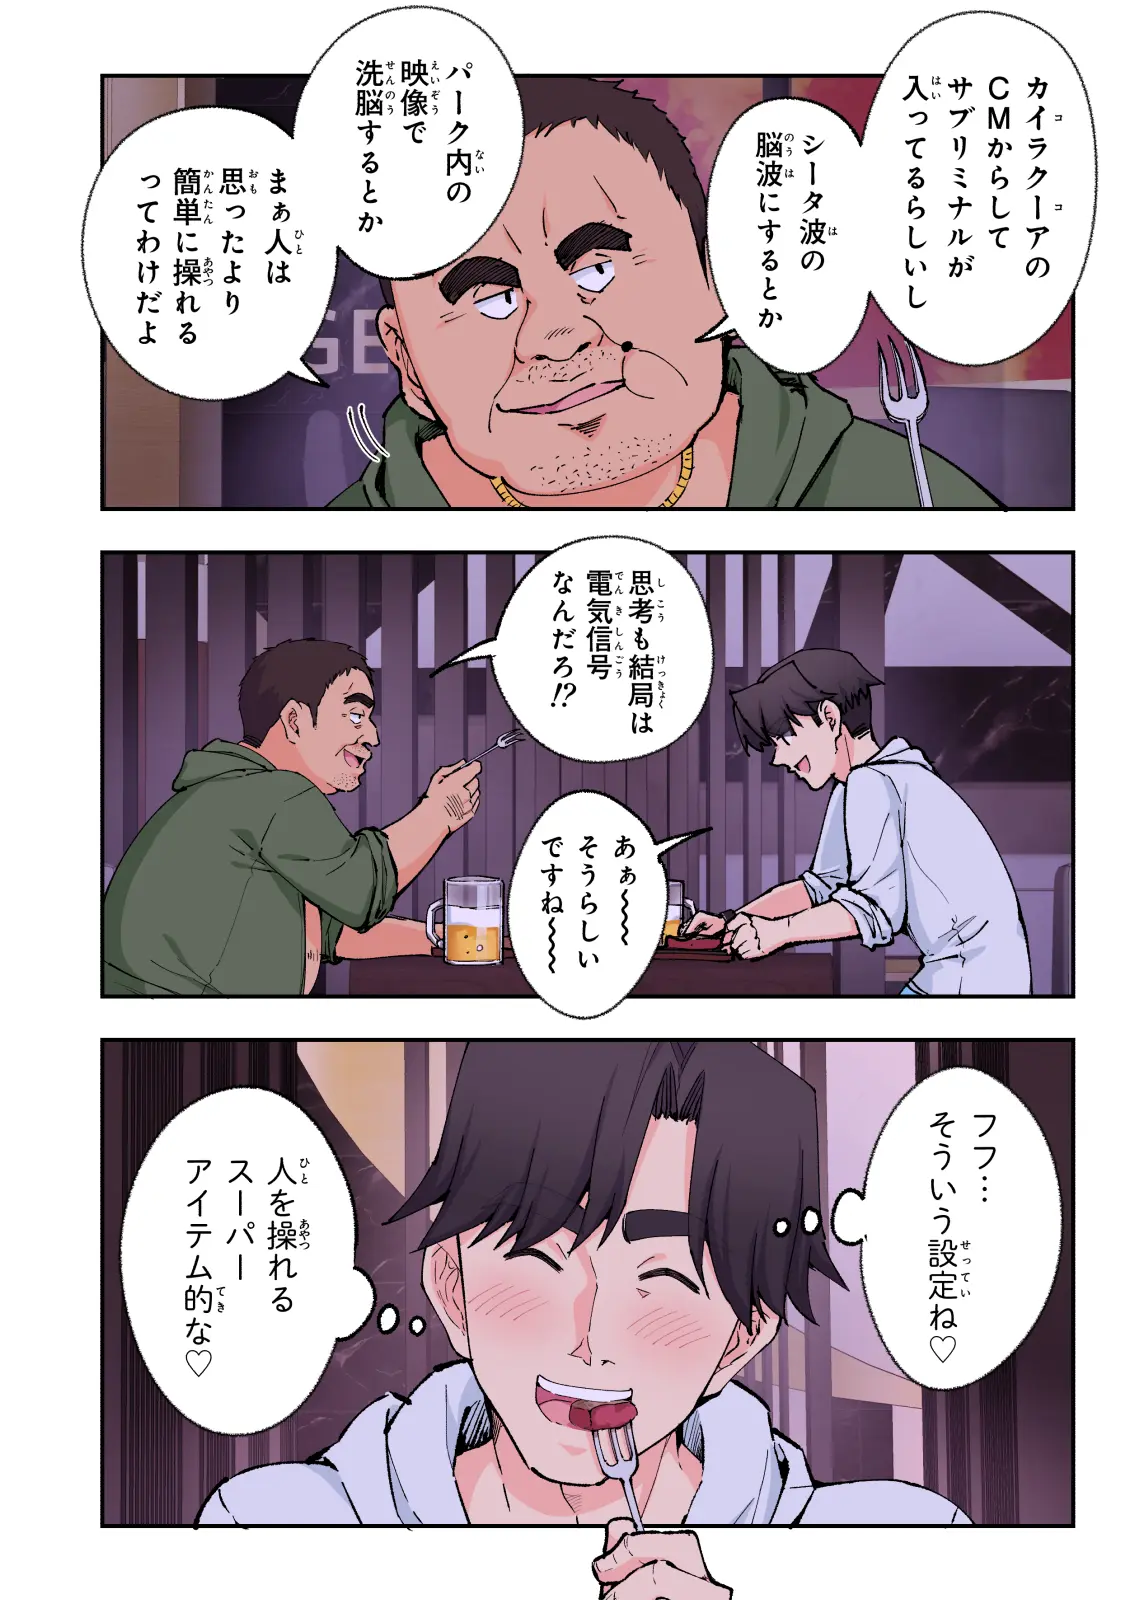 カイラクーアの
CMからして
サブリミナルが
入ってるらしいし
シータ波の
脳波にするとか
パーク内の
映像で
洗脳するとか
まぁ人は
思ったより
簡単に操れる
ってわけだよ
思考も結局は
電気信号
なんだろ!?
あぁ〜〜
そうらしい
ですね〜〜
フフ…
そういう設定ね♡
人を操れる
スーパー
アイテム的な♡